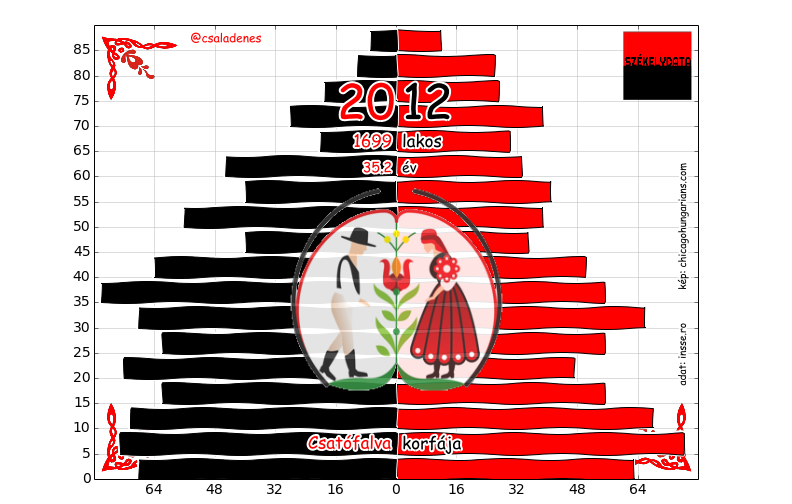 @csaladenes
SZÉKELYDATA
2012
1699 lakos
35,2 év
kép: chicagohungarians.com
adat: insse.ro
Csatófalva korfája
85
80
75
70
65
60
55
50
45
40
35
30
25
20
15
10
5
0
64 48 32 16 0 16 32 48 64